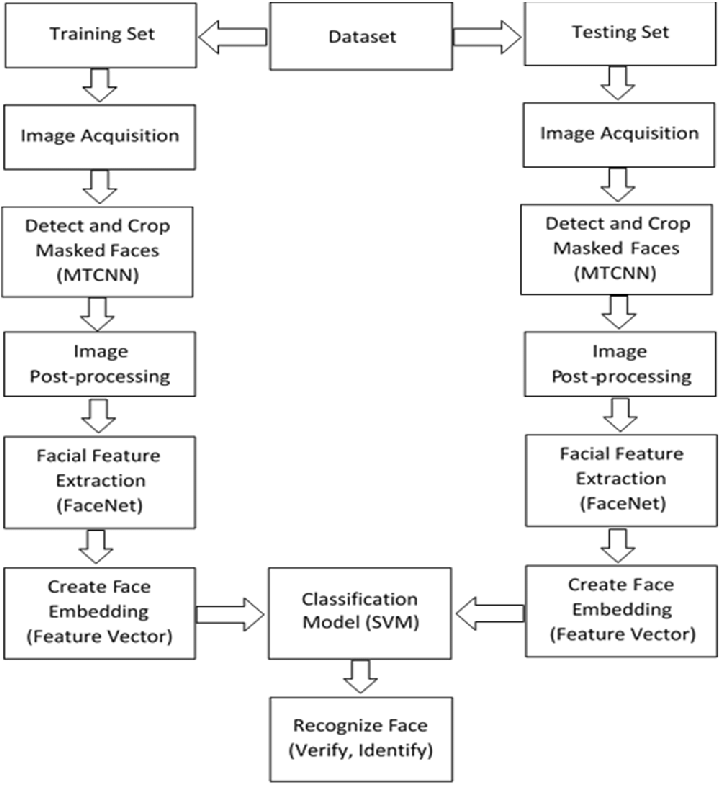 Training Set
Dataset
Testing Set
Image Acquisition
Image Acquisition
Detect and Crop
Masked Faces
(MTCNN)
Detect and Crop
Masked Faces
(MTCNN)
Image
Post-processing
Image
Post-processing
Facial Feature
Extraction
(FaceNet)
Facial Feature
Extraction
(FaceNet)
Create Face
Embedding
(Feature Vector)
Classification
Model (SVM)
Create Face
Embedding
(Feature Vector)
Recognize Face
(Verify, Identify)